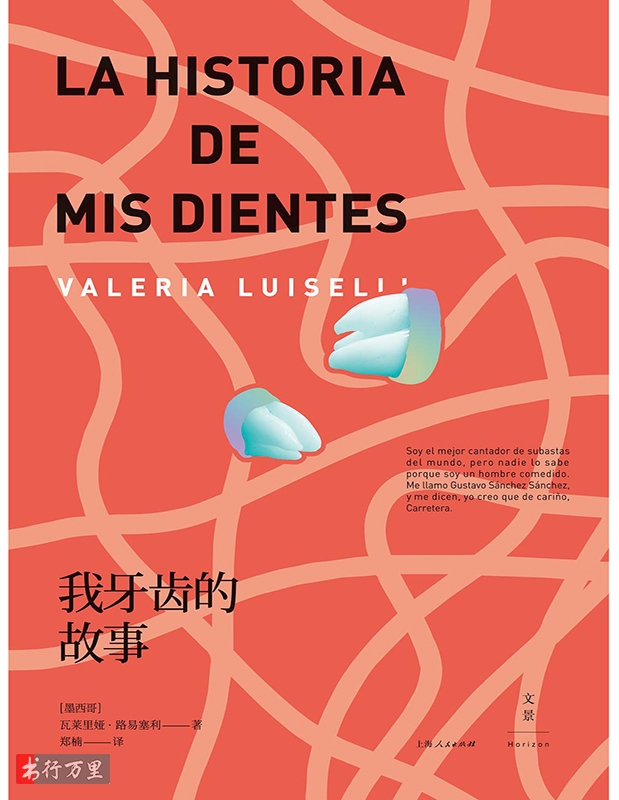 LA HISTORIA
DE
MIS DIENTES
VALERIA LUISELLI
Soy el mejor cantador de subastas
del mundo, pero nadie lo sabe
porque soy un hombre comedido.
Me llamo Gustavo Sánchez Sánchez,
y me dicen, yo creo que de cariño,
Carretera.
我牙齿的
故事
[墨西哥]
瓦莱里娅·路易塞利——著
郑楠——译
文景
Horizon
上海人民出版社
书行万里